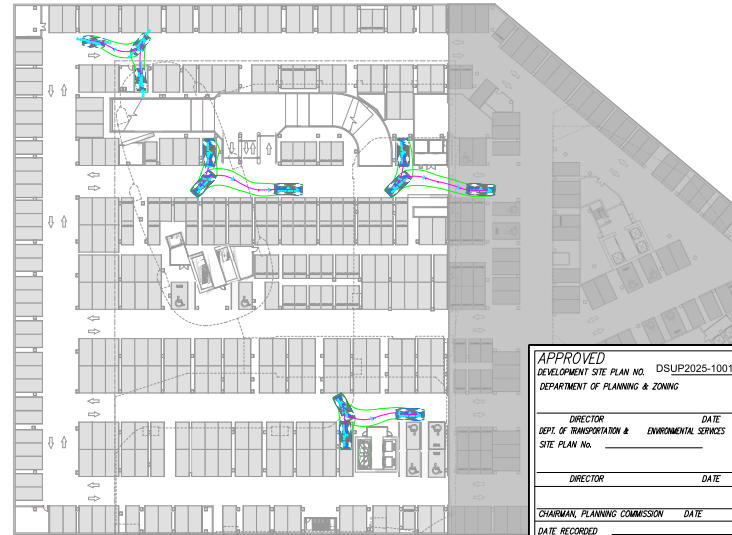 APPROVED
DEVELOPMENT SITE PLAN NO. DSUP2025-1001
DEPARTMENT OF PLANNING & ZONING
DIRECTOR DATE
DEPT. OF TRANSPORTATION & ENVIRONMENTAL SERVICES
SITE PLAN No.
DIRECTOR DATE
CHAIRMAN, PLANNING COMMISSION DATE
DATE RECORDED